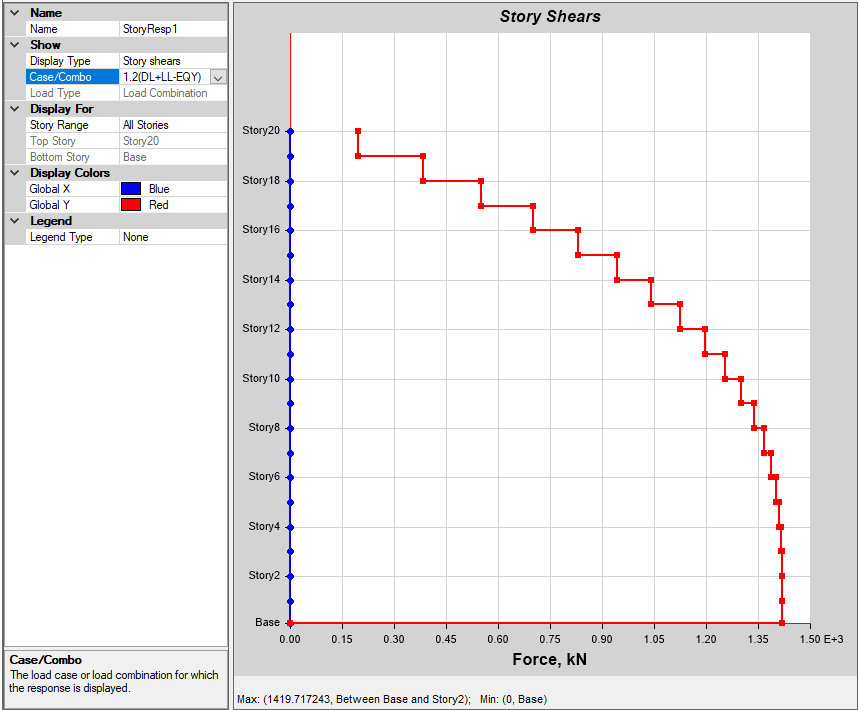 Name
Name StoryResp1
Show
Display Type Story shears
Case/Combo 1.2(DL+LL-EQY)
Load Type Load Combination
Display For
Story Range All Stories
Top Story Story20
Bottom Story Base
Display Colors
Global X Blue
Global Y Red
Legend
Legend Type None
Case/Combo
The load case or load combination for which
the response is displayed.
Story Shears
Story20
Story18
Story16
Story14
Story12
Story10
Story8
Story6
Story4
Story2
Base
0.00 0.15 0.30 0.45 0.60 0.75 0.90 1.05 1.20 1.35 1.50 E+3
Force, kN
Max: (1419.717243, Between Base and Story2); Min: (0, Base)